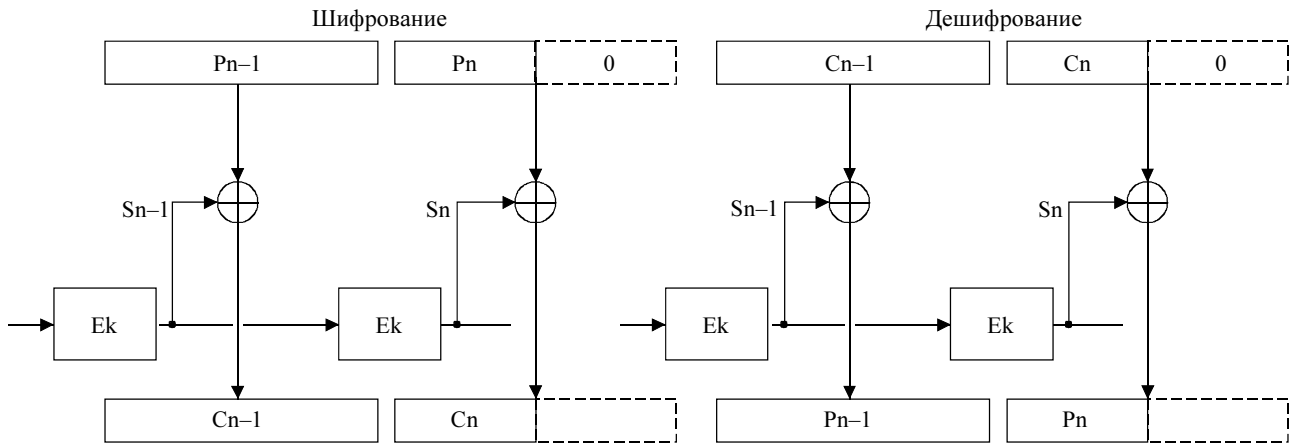 Шифрование
Дешифрование
Pn–1
Pn
0
Cn–1
Cn
0
Sn–1
Sn
Sn–1
Sn
Ek
Ek
Ek
Ek
Cn–1
Cn
Pn–1
Pn